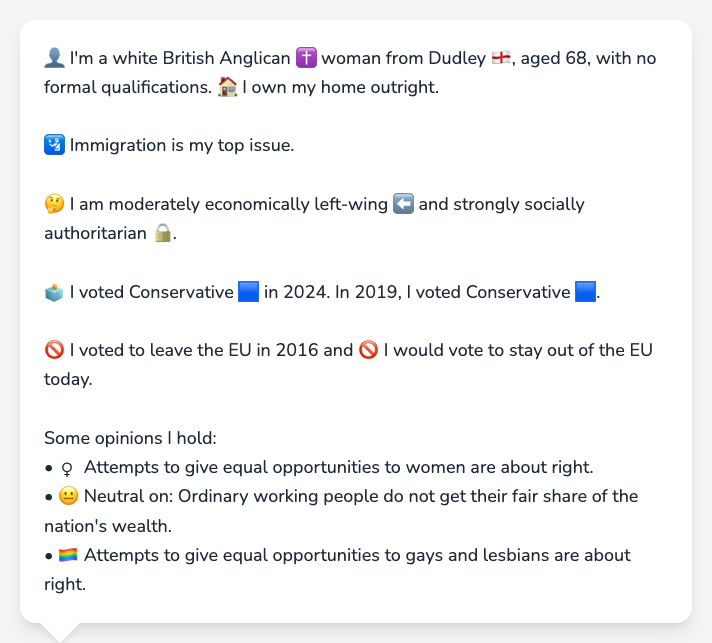 👤 I'm a white British Anglican ✝️ woman from Dudley 🏴󠁧󠁢󠁥󠁮󠁧󠁿, aged 68, with no
formal qualifications. 🏠 I own my home outright.
🛂 Immigration is my top issue.
🤔 I am moderately economically left-wing ⬅️ and strongly socially
authoritarian 🔒.
🗳️ I voted Conservative 🟦 in 2024. In 2019, I voted Conservative 🟦.
🚫 I voted to leave the EU in 2016 and 🚫 I would vote to stay out of the EU
today.
Some opinions I hold:
• ♀ Attempts to give equal opportunities to women are about right.
• 😐 Neutral on: Ordinary working people do not get their fair share of the
nation's wealth.
• 🏳️‍🌈 Attempts to give equal opportunities to gays and lesbians are about
right.